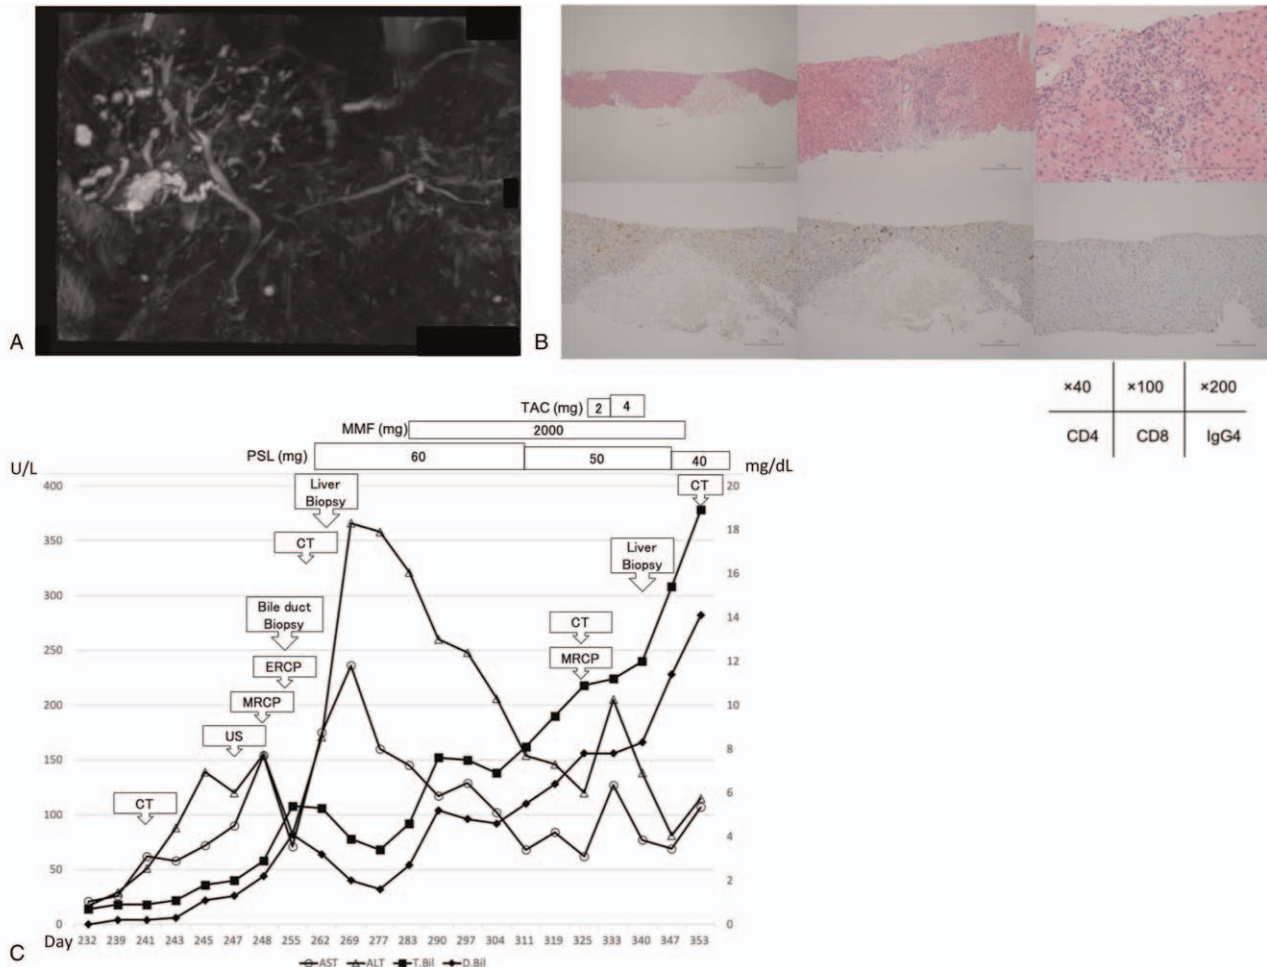 A
B
×40 ×100 ×200
CD4 CD8 IgG4
TAC (mg) 2 4
MMF (mg) 2000
PSL (mg) 60 50 40
U/L mg/dL
400 20
350 18
300 16
250 14
200 12
150 10
100 8
50 6
0 4
2
0
CT
US
MRCP
ERCP
Bile duct
Biopsy
CT
Liver
Biopsy
CT
MRCP
Liver
Biopsy
CT
Day 232 239 241 243 245 247 248 255 262 269 277 283 290 297 304 311 319 325 333 340 347 353
C
AST ALT T.Bil D.Bil